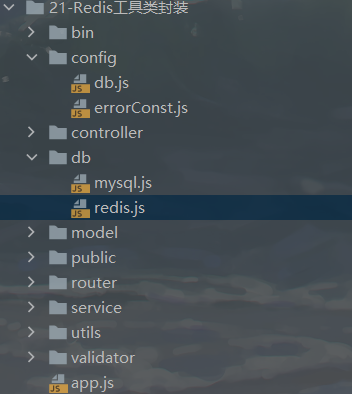 21-Redis工具类封装
bin
config
JS db.js
JS errorConst.js
controller
db
JS mysql.js
JS redis.js
model
public
router
service
utils
validator
JS app.js